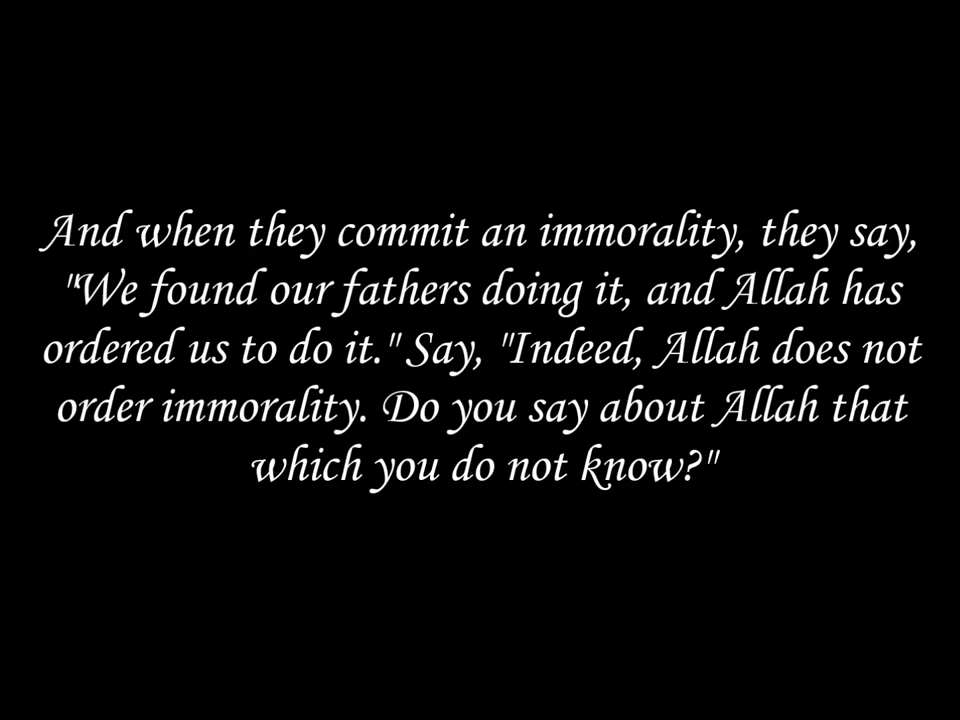 And when they commit an immorality, they say,
"We found our fathers doing it, and Allah has
ordered us to do it." Say, "Indeed, Allah does not
order immorality. Do you say about Allah that
which you do not know?"